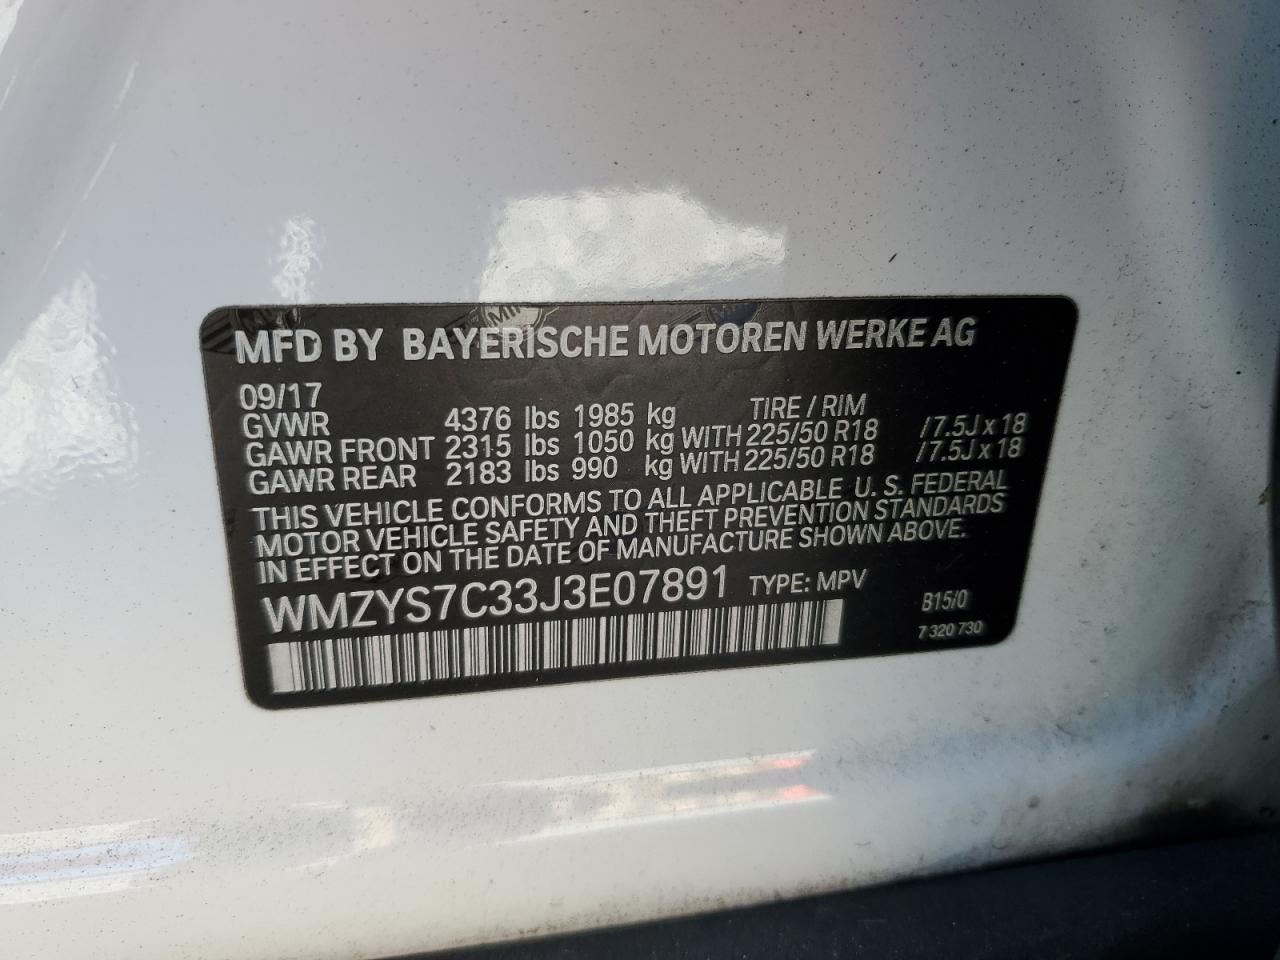 MFD BY BAYERISCHE MOTOREN WERKE AG
09/17 TIRE / RIM
GVWR 4376 lbs 1985 kg
GAWR FRONT 2315 lbs 1050 kg WITH 225/50 R18 / 7.5J x 18
GAWR REAR 2183 lbs 990 kg WITH 225/50 R18 / 7.5J x 18
THIS VEHICLE CONFORMS TO ALL APPLICABLE U. S. FEDERAL
MOTOR VEHICLE SAFETY AND THEFT PREVENTION STANDARDS
IN EFFECT ON THE DATE OF MANUFACTURE SHOWN ABOVE.
WMZYS7C33J3E07891 TYPE: MPV
B15/0
7 320 730